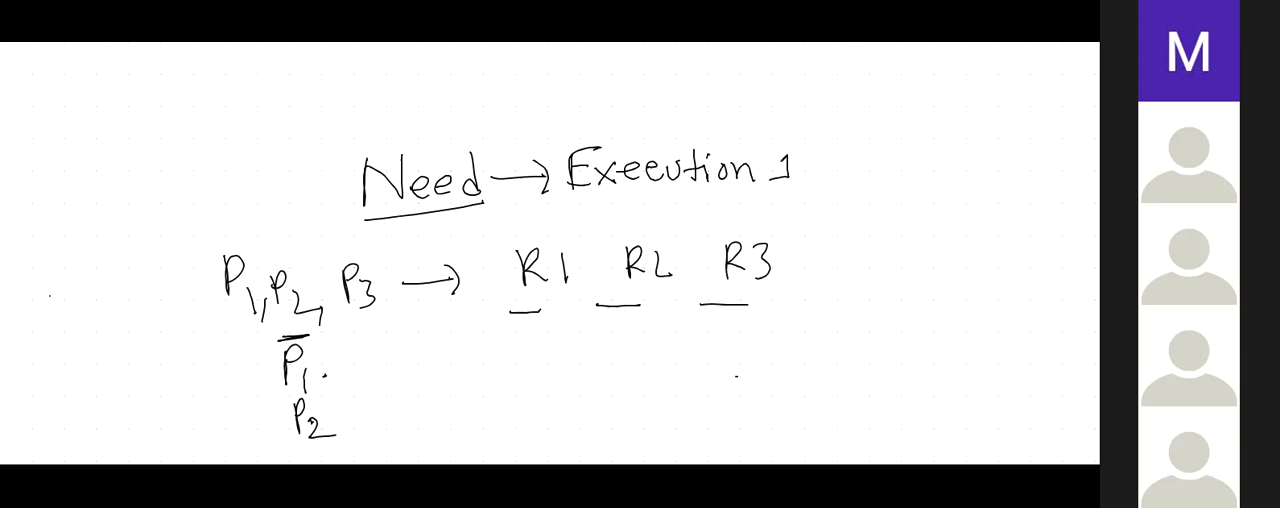 M
Need → Execution 1
P1, P2, P3 → R1 R2 R3
P1.
P2